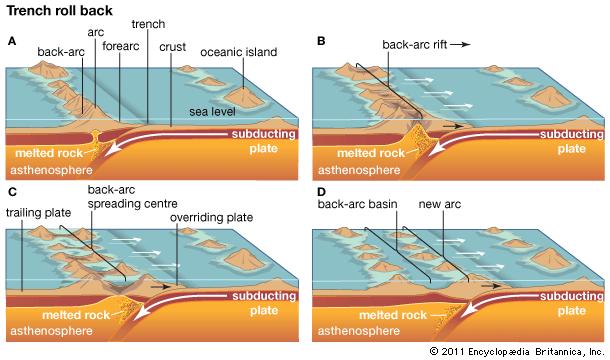 Trench roll back
A
back-arc
arc
forearc
trench
crust
oceanic island
sea level
subducting
plate
melted rock
asthenosphere
B
back-arc rift
subducting
plate
melted rock
asthenosphere
C
trailing plate
back-arc
spreading centre
overriding plate
subducting
plate
melted rock
asthenosphere
D
back-arc basin
new arc
subducting
plate
melted rock
asthenosphere
© 2011 Encyclopædia Britannica, Inc.